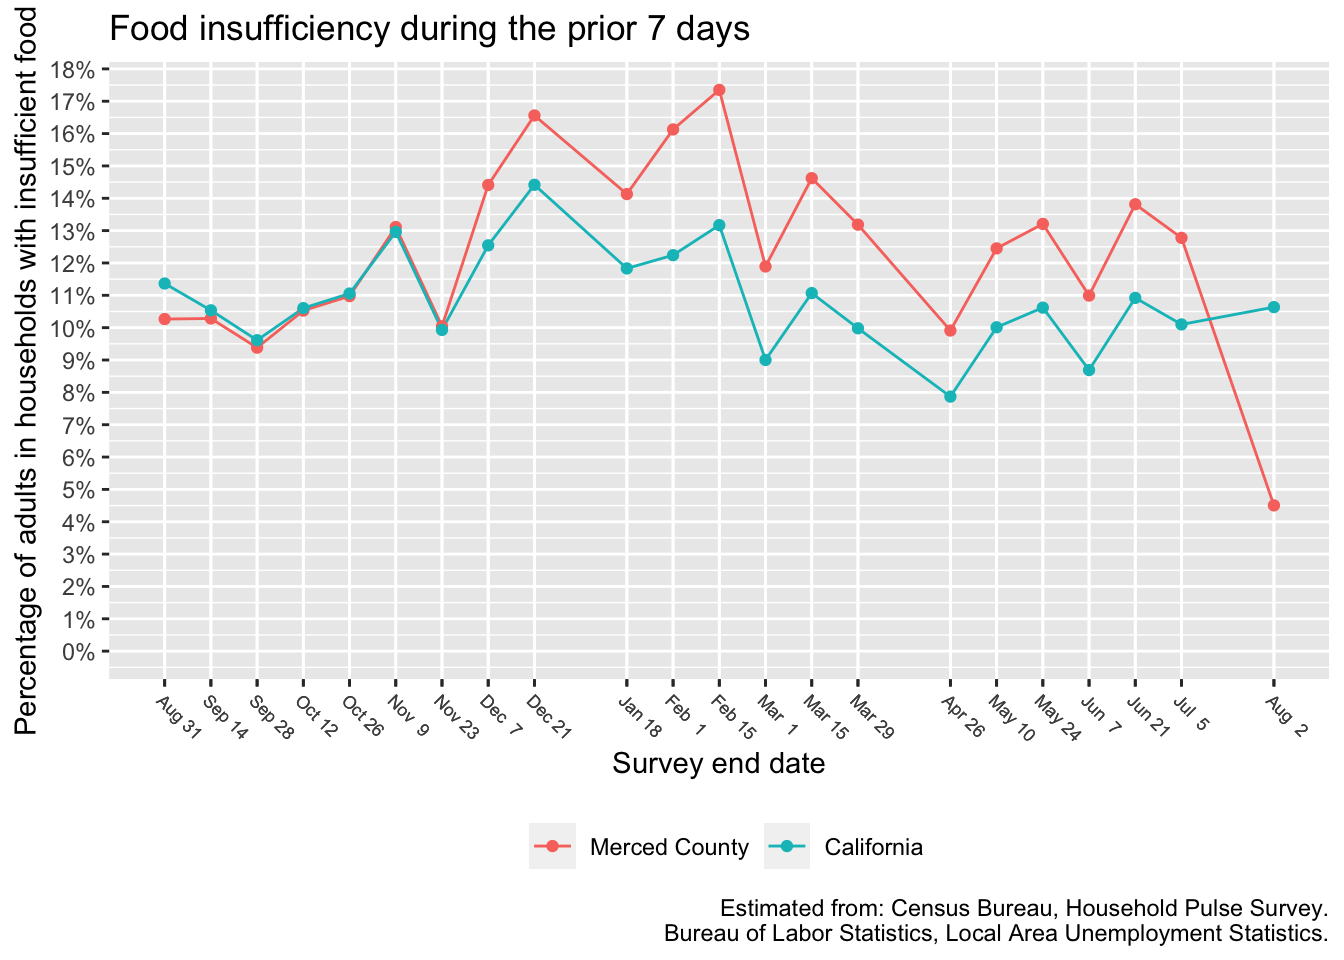 Food insufficiency during the prior 7 days
Percentage of adults in households with insufficient food
18%
17%
16%
15%
14%
13%
12%
11%
10%
9%
8%
7%
6%
5%
4%
3%
2%
1%
0%
Aug 31
Sep 14
Sep 28
Oct 12
Oct 26
Nov 9
Nov 23
Dec 7
Dec 21
Jan 18
Feb 1
Feb 15
Mar 1
Mar 15
Mar 29
Apr 26
May 10
May 24
Jun 7
Jun 21
Jul 5
Aug 2
Survey end date
Merced County
California
Estimated from: Census Bureau, Household Pulse Survey.
Bureau of Labor Statistics, Local Area Unemployment Statistics.